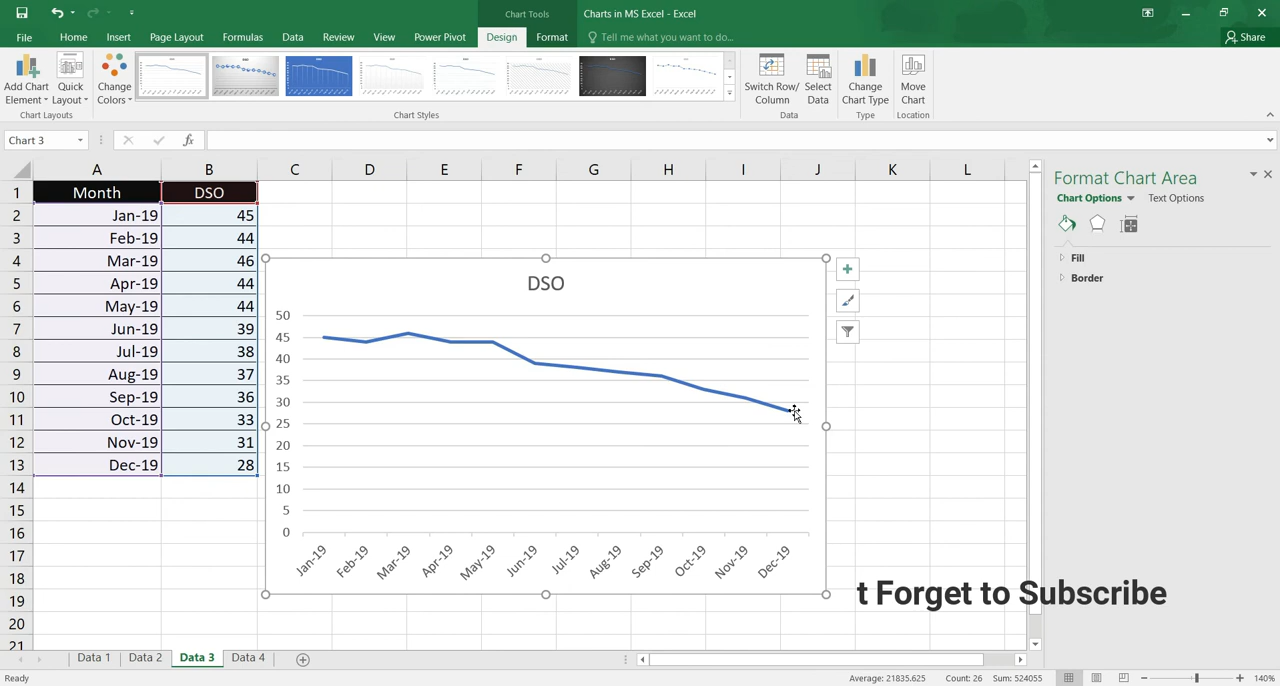 Chart Tools
Charts in MS Excel - Excel
File
Home
Insert
Page Layout
Formulas
Data
Review
View
Power Pivot
Design
Format
Tell me what you want to do...
Share
Add Chart
Element
Quick
Layout
Change
Colors
Switch Row/
Column
Select
Data
Change
Chart Type
Move
Chart
Chart Layouts
Chart Styles
Data
Type
Location
Chart 3
fx
A B C D E F G H I J K L
1 Month DSO
2 Jan-19 45
3 Feb-19 44
4 Mar-19 46
5 Apr-19 44
6 May-19 44
7 Jun-19 39
8 Jul-19 38
9 Aug-19 37
10 Sep-19 36
11 Oct-19 33
12 Nov-19 31
13 Dec-19 28
14
15
16
17
18
19
20
21
DSO
50
45
40
35
30
25
20
15
10
5
0
Jan-19 Feb-19 Mar-19 Apr-19 May-19 Jun-19 Jul-19 Aug-19 Sep-19 Oct-19 Nov-19 Dec-19
Format Chart Area
Chart Options
Text Options
Fill
Border
t Forget to Subscribe
Data 1
Data 2
Data 3
Data 4
Ready
Average: 21835.625
Count: 26
Sum: 524055
140%